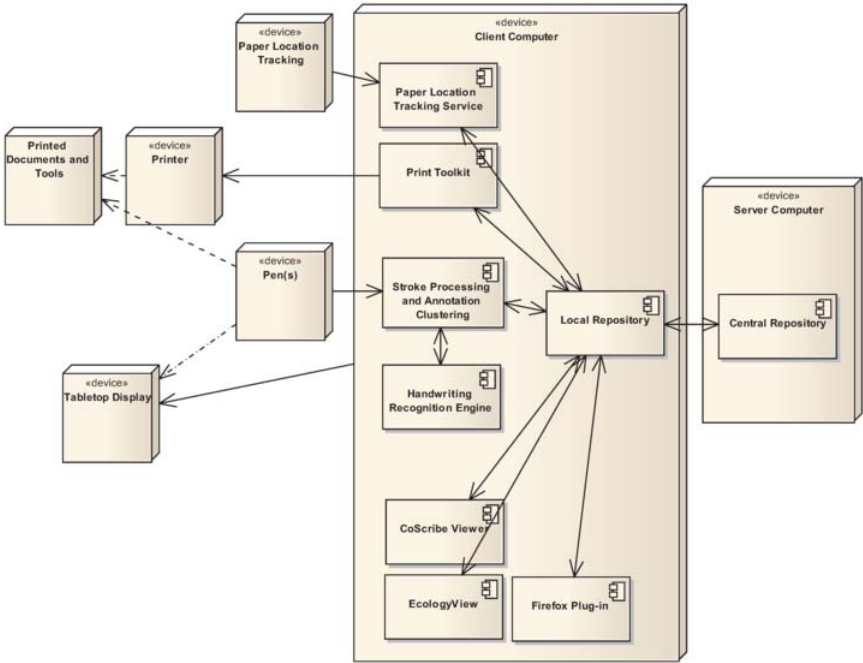 «device»
Paper Location
Tracking
«device»
Client Computer
Paper Location
Tracking Service
Printed
Documents and
Tools
«device»
Printer
Print Toolkit
«device»
Server Computer
«device»
Pen(s)
Stroke Processing
and Annotation
Clustering
Local Repository
Central Repository
«device»
Tabletop Display
Handwriting
Recognition Engine
CoScribe Viewer
EcologyView
Firefox Plug-in